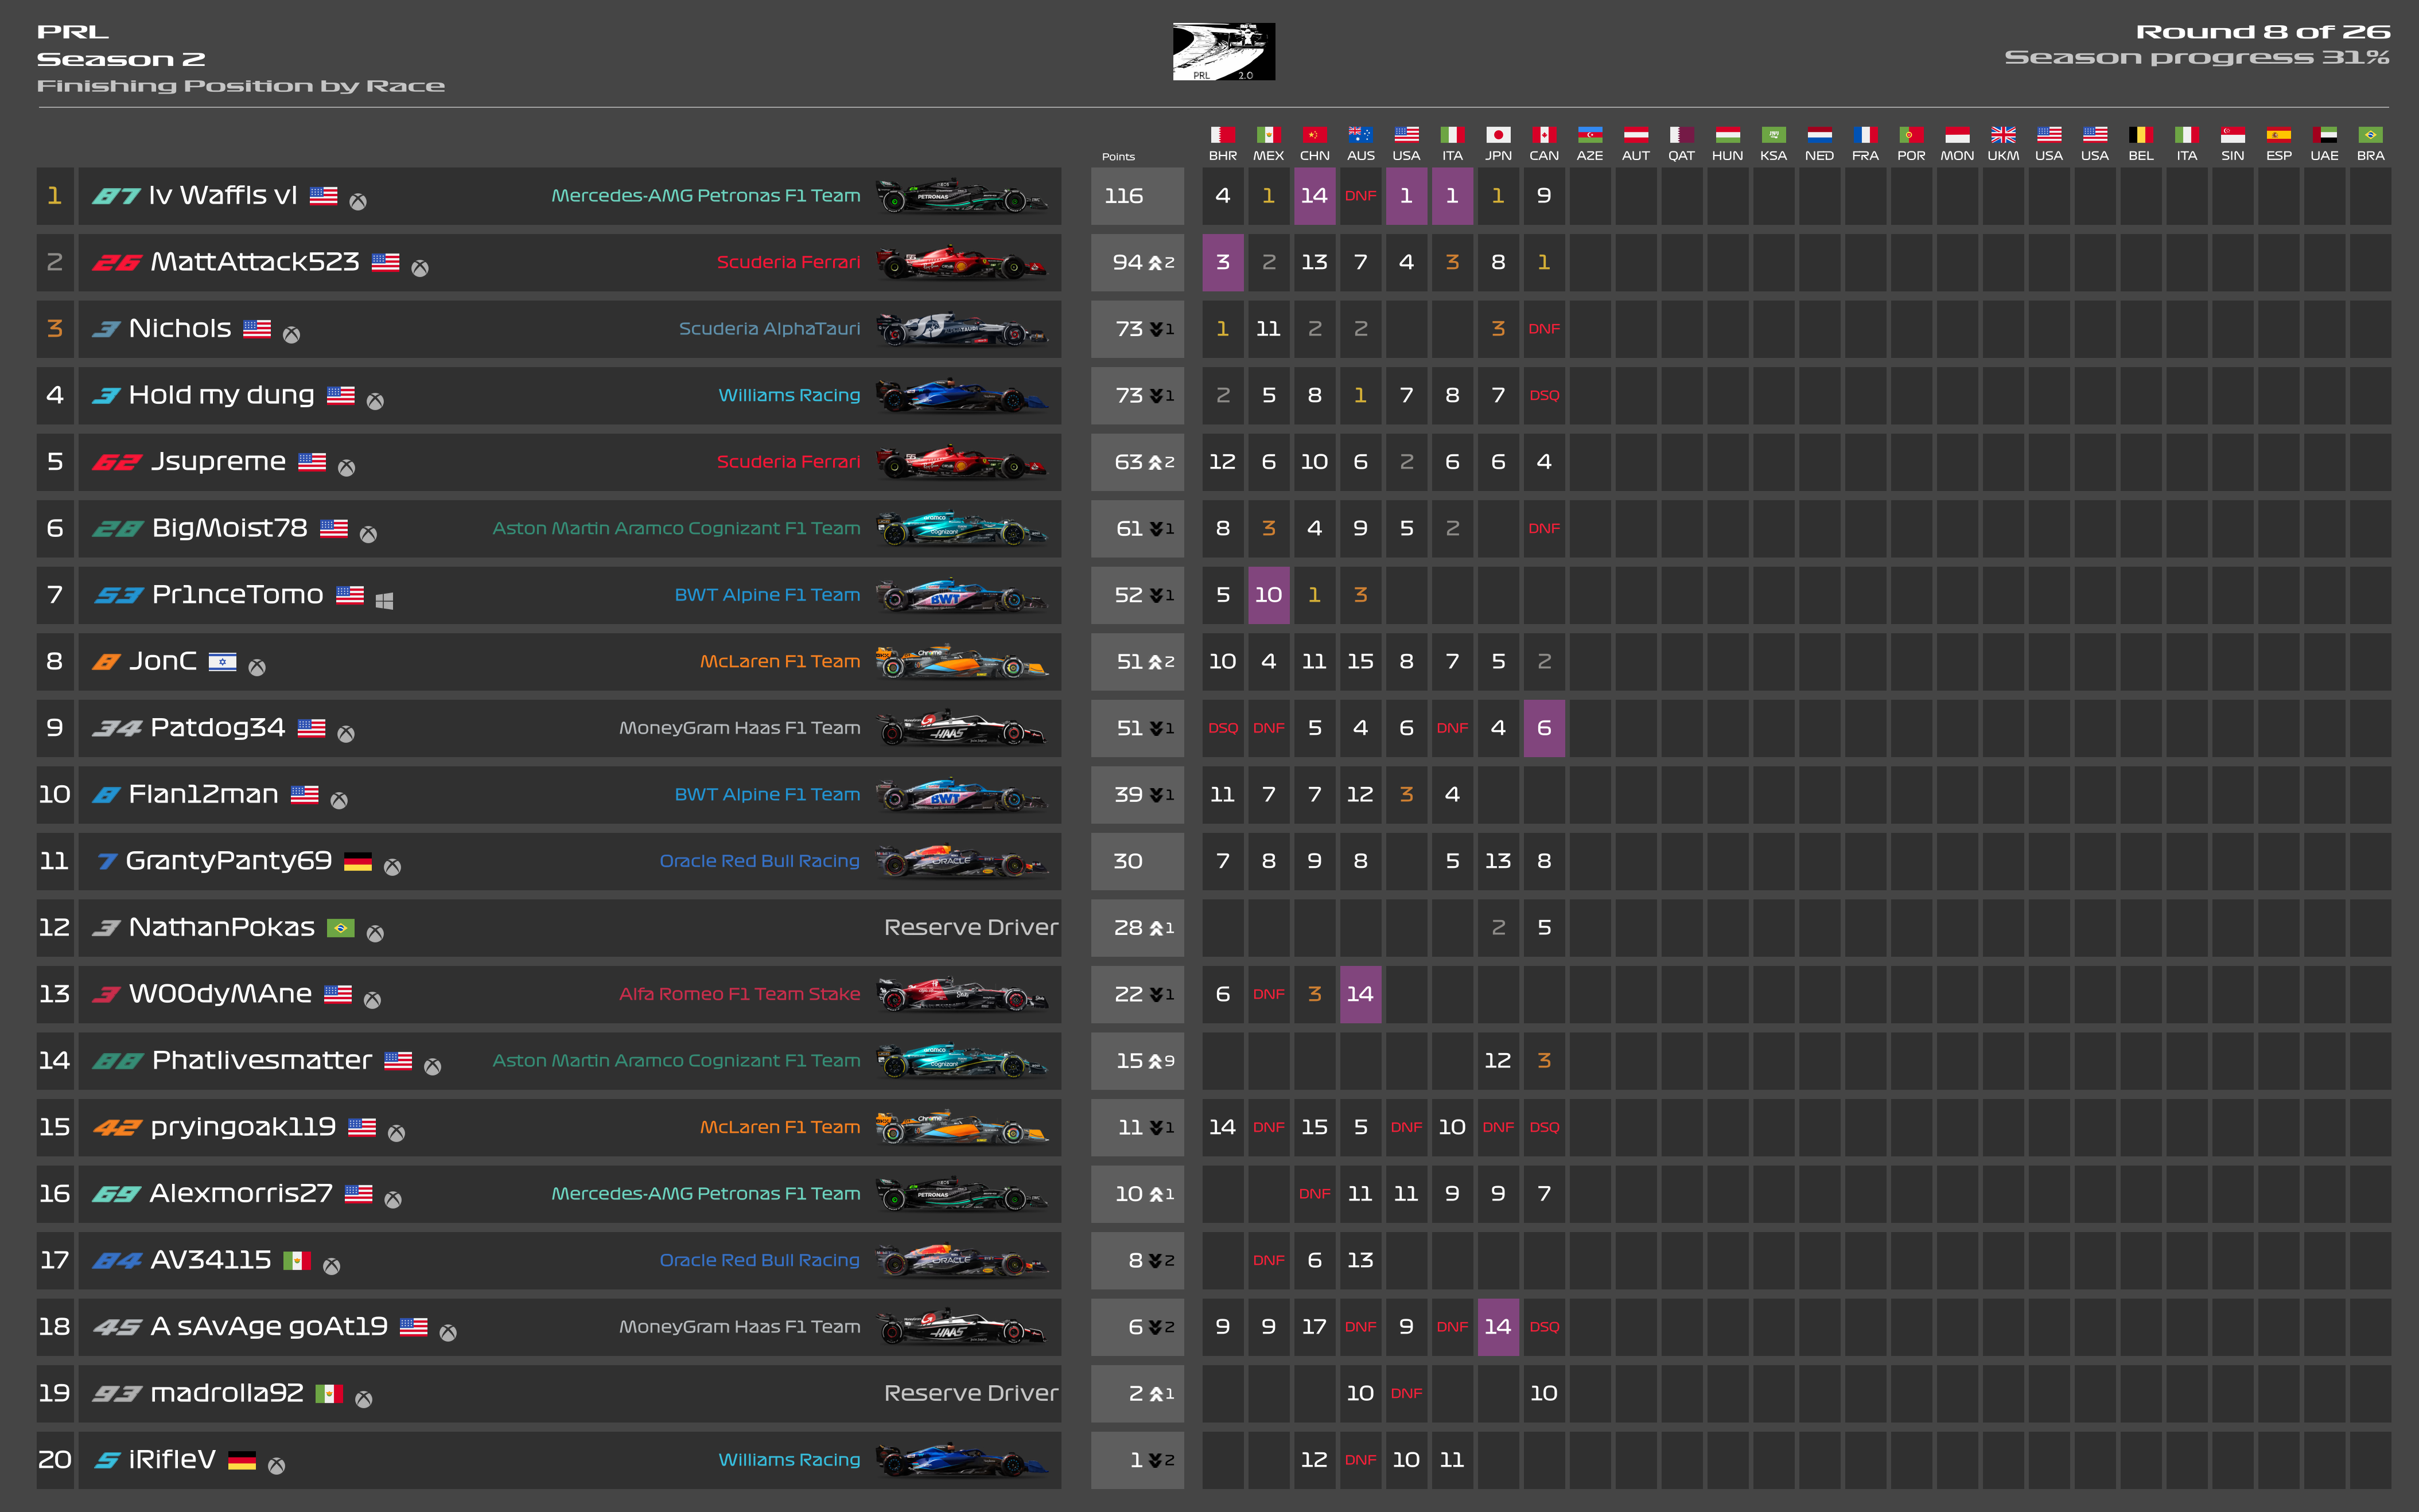 PRL
Season 2
Finishing Position by Race
PRL 2.0
Round 8 of 26
Season progress 31%
Points BHR MEX CHN AUS USA ITA JPN CAN AZE AUT QAT HUN KSA NED FRA POR MON UKM USA USA BEL ITA SIN ESP UAE BRA
1 87 lv Waffls vl Mercedes-AMG Petronas F1 Team 116 4 1 14 DNF 1 1 1 9
2 26 MattAttack523 Scuderia Ferrari 94 2 3 2 13 7 4 3 8 1
3 3 Nichols Scuderia AlphaTauri 73 1 1 11 2 2 3 DNF
4 3 Hold my dung Williams Racing 73 1 2 5 8 1 7 8 7 DSQ
5 62 Jsupreme Scuderia Ferrari 63 2 12 6 10 6 2 6 6 4
6 28 BigMoist78 Aston Martin Aramco Cognizant F1 Team 61 1 8 3 4 9 5 2 DNF
7 53 Pr1nceTomo BWT Alpine F1 Team 52 1 5 10 1 3
8 8 JonC McLaren F1 Team 51 2 10 4 11 15 8 7 5 2
9 34 Patdog34 MoneyGram Haas F1 Team 51 1 DSQ DNF 5 4 6 DNF 4 6
10 8 Flan12man BWT Alpine F1 Team 39 1 11 7 7 12 3 4
11 7 GrantyPanty69 Oracle Red Bull Racing 30 7 8 9 8 5 13 8
12 3 NathanPokas Reserve Driver 28 1 2 5
13 3 W00dyMAne Alfa Romeo F1 Team Stake 22 1 6 DNF 3 14
14 88 Phatlivesmatter Aston Martin Aramco Cognizant F1 Team 15 9 12 3
15 42 pryingoak119 McLaren F1 Team 11 1 14 DNF 15 5 DNF 10 DNF DSQ
16 69 Alexmorris27 Mercedes-AMG Petronas F1 Team 10 1 DNF 11 11 9 9 7
17 84 AV34115 Oracle Red Bull Racing 8 2 DNF 6 13
18 45 A sAvAge goAt19 MoneyGram Haas F1 Team 6 2 9 9 17 DNF 9 DNF 14 DSQ
19 93 madrolla92 Reserve Driver 2 1 10 DNF 10
20 5 iRifleV Williams Racing 1 2 12 DNF 10 11